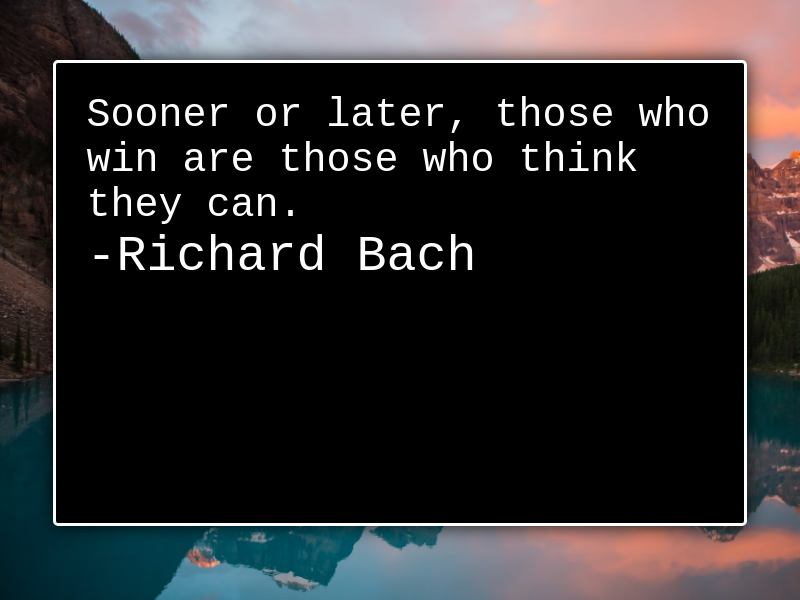 Sooner or later, those who
win are those who think
they can.
-Richard Bach